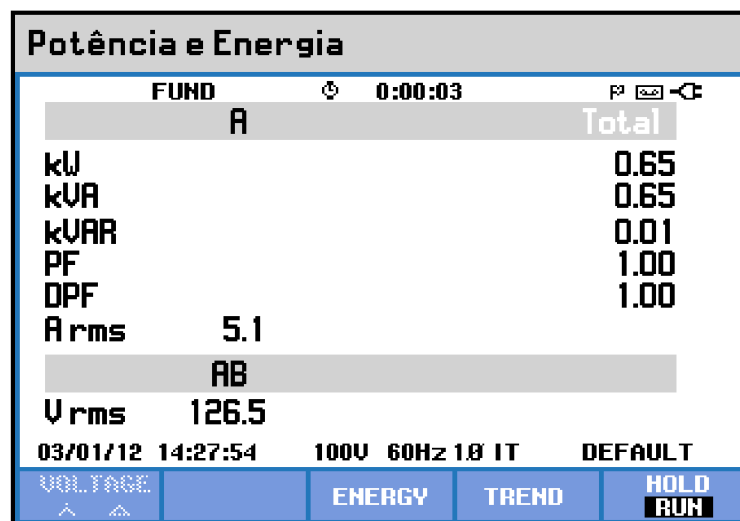 Potência e Energia
FUND 0:00:03
A Total
kW 0.65
kVA 0.65
kVAR 0.01
PF 1.00
DPF 1.00
A rms 5.1
AB
V rms 126.5
03/01/12 14:27:54 100V 60Hz 1Ø IT DEFAULT
VOLTAGE ENERGY TREND HOLD
RUN